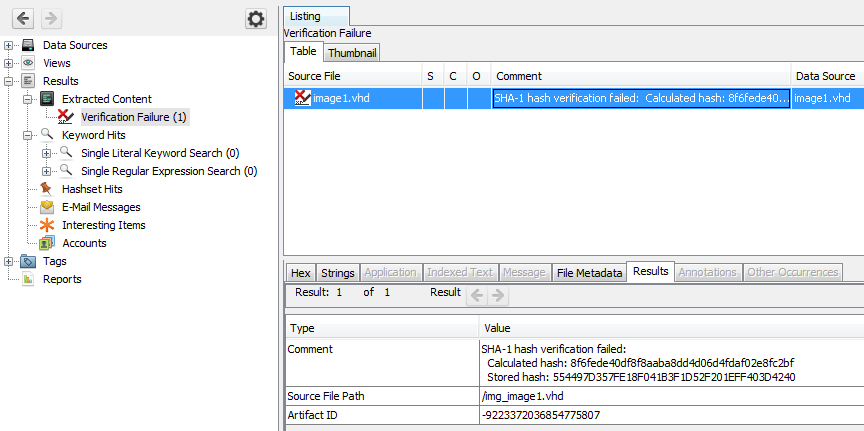 Data Sources
Views
Results
Extracted Content
Verification Failure (1)
Keyword Hits
Single Literal Keyword Search (0)
Single Regular Expression Search (0)
Hashset Hits
E-Mail Messages
Interesting Items
Accounts
Tags
Reports
Listing
Verification Failure
Table Thumbnail
Source File S C O Comment Data Source
image1.vhd SHA-1 hash verification failed: Calculated hash: 8f6fede40... image1.vhd
Hex Strings Application Indexed Text Message File Metadata Results Annotations Other Occurrences
Result: 1 of 1 Result
Type Value
Comment SHA-1 hash verification failed:
Calculated hash: 8f6fede40df8f8aaba8dd4d06d4fdaf02e8fc2bf
Stored hash: 554497D357FE18F041B3F1D52F201EFF403D4240
Source File Path /img_image1.vhd
Artifact ID -9223372036854775807